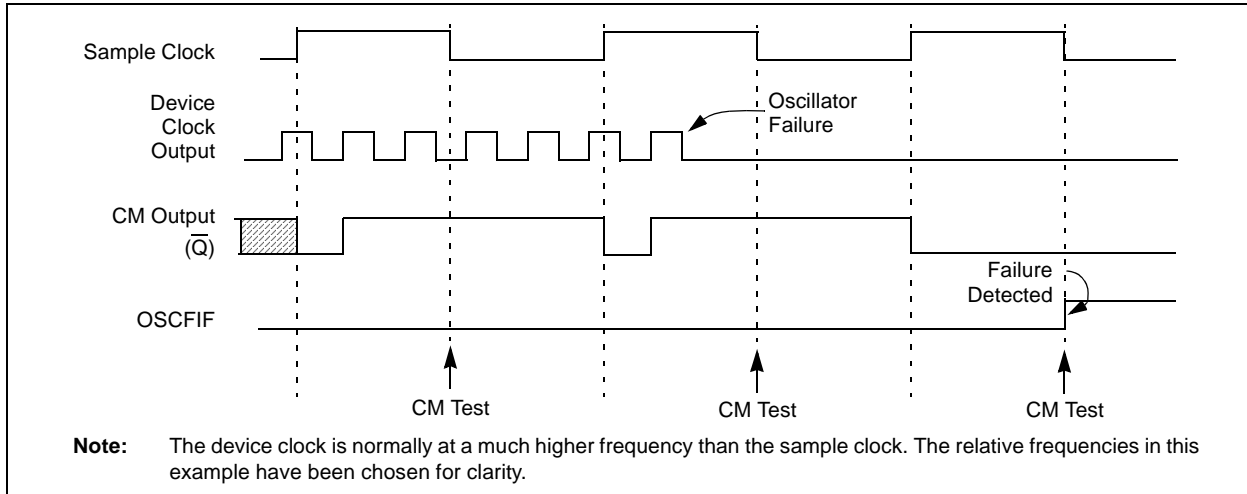 Sample Clock
Device
Clock
Output
Oscillator
Failure
CM Output
(Q̅)
Failure
Detected
OSCFIF
CM Test
CM Test
CM Test
Note: The device clock is normally at a much higher frequency than the sample clock. The relative frequencies in this
example have been chosen for clarity.